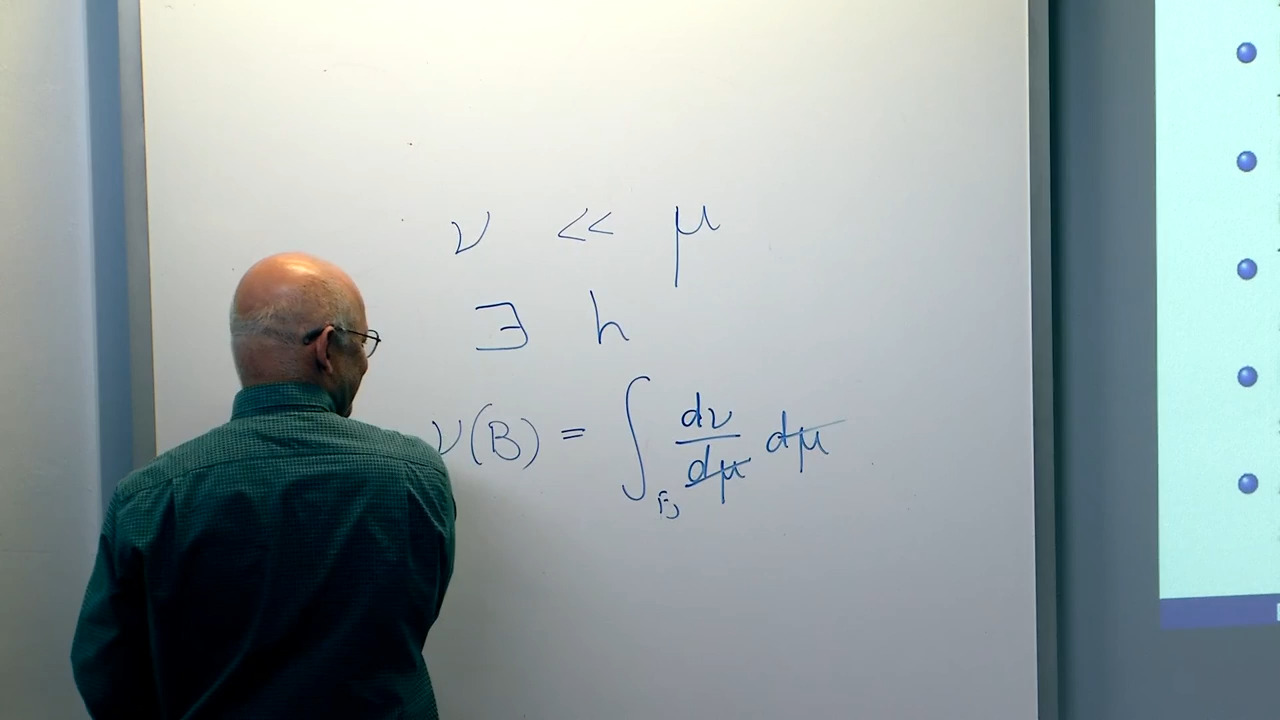 ν << μ
∃ h
ν(B) = ∫_B dν/dμ dμ